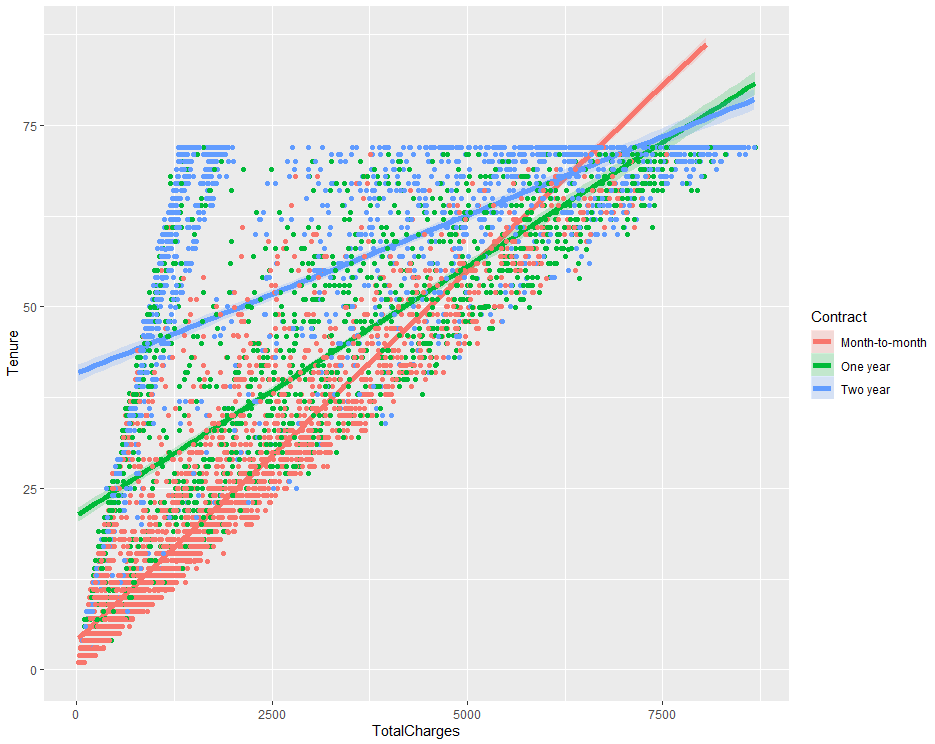 75
50
25
0
Tenure
0 2500 5000 7500
TotalCharges
Contract
Month-to-month
One year
Two year